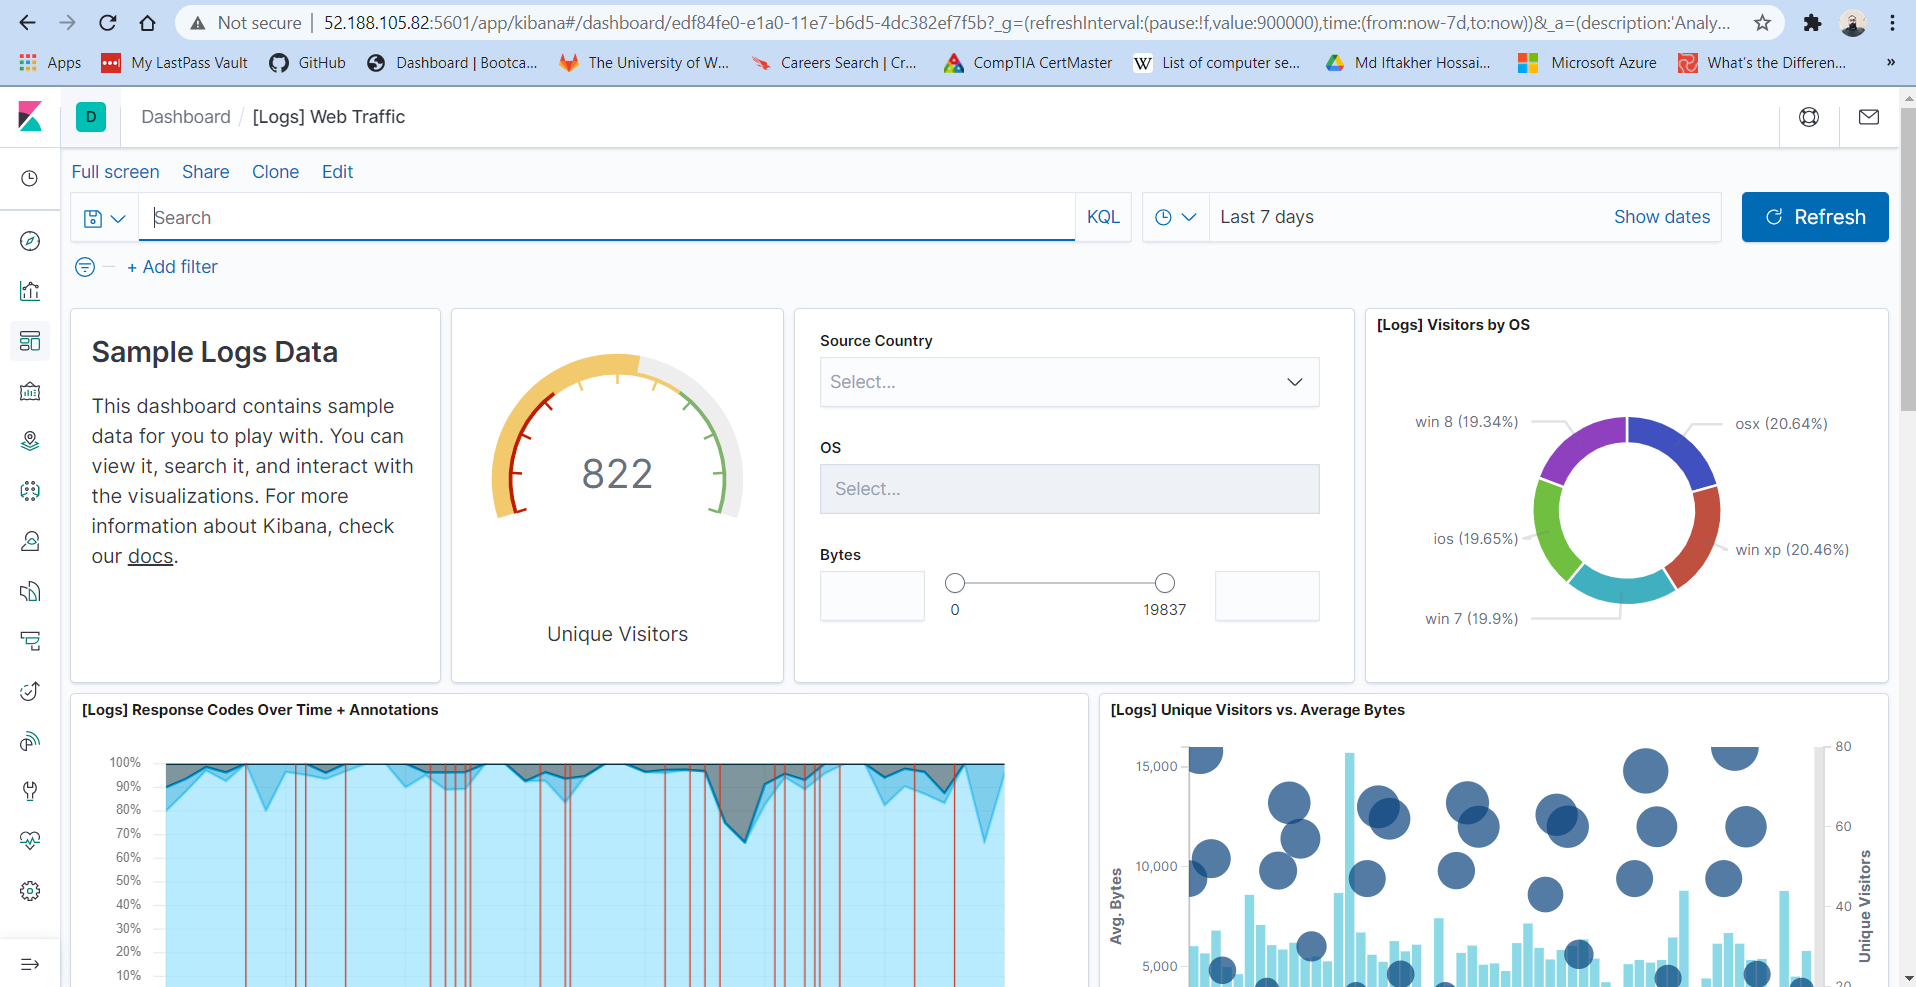 Not secure | 52.188.105.82:5601/app/kibana#/dashboard/edf84fe0-e1a0-11e7-b6d5-4dc382ef7f5b?_g=(refreshInterval:(pause:!f,value:900000),time:(from:now-7d,to:now))&_a=(description:'Analy...
Apps My LastPass Vault GitHub Dashboard | Bootca... The University of W... Careers Search | Cr... CompTIA CertMaster List of computer se... Md Iftakher Hossai... Microsoft Azure What's the Differen... »
D Dashboard / [Logs] Web Traffic
Full screen Share Clone Edit
Search KQL Last 7 days Show dates Refresh
+ Add filter
Sample Logs Data
This dashboard contains sample
data for you to play with. You can
view it, search it, and interact with
the visualizations. For more
information about Kibana, check
our docs.
822
Unique Visitors
Source Country
Select...
OS
Select...
Bytes
0 19837
[Logs] Visitors by OS
win 8 (19.34%)
osx (20.64%)
ios (19.65%)
win xp (20.46%)
win 7 (19.9%)
[Logs] Response Codes Over Time + Annotations
100%
90%
80%
70%
60%
50%
40%
30%
20%
10%
[Logs] Unique Visitors vs. Average Bytes
15,000
10,000
5,000
Avg. Bytes
80
60
40
20
Unique Visitors